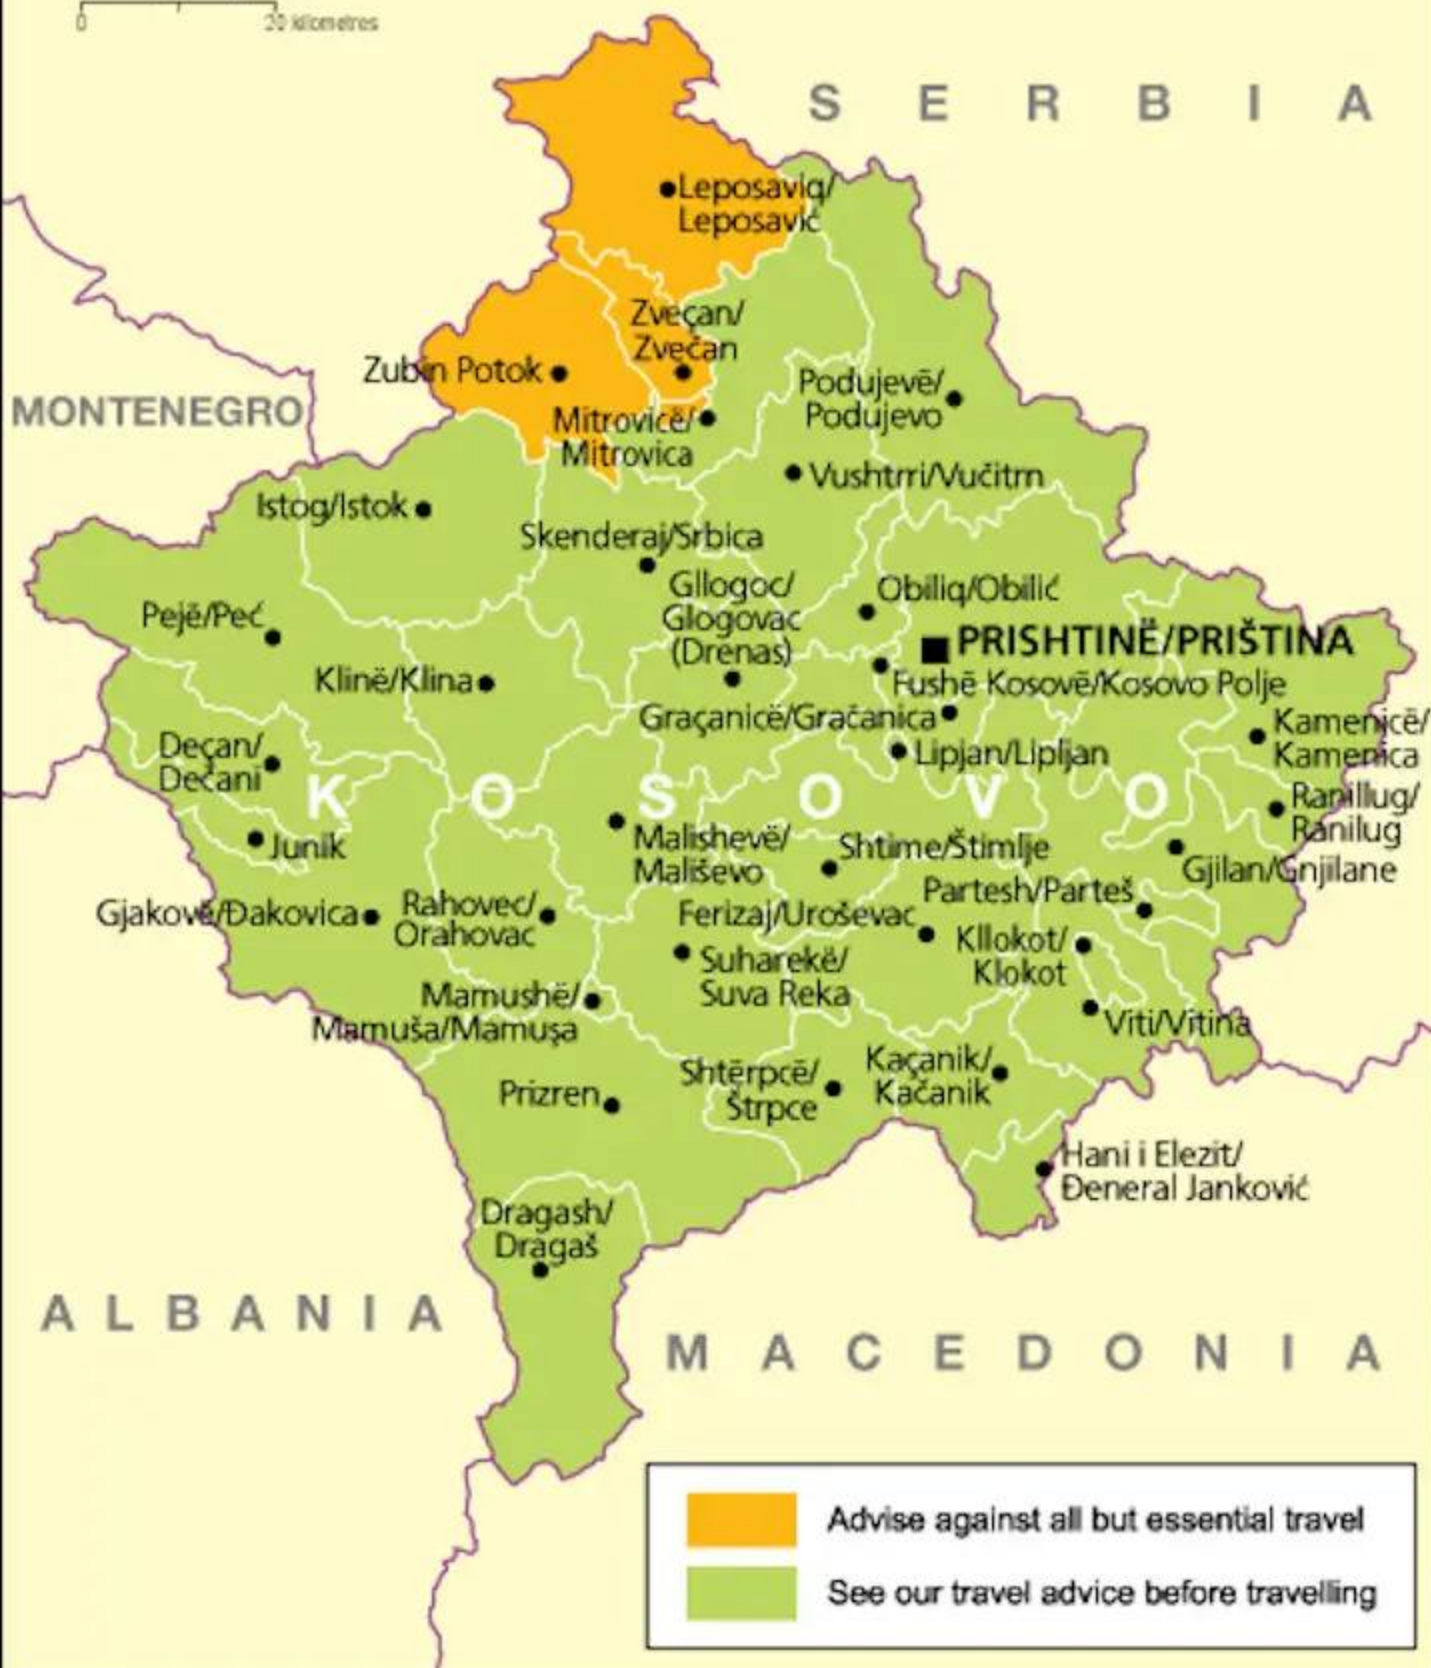 0 20 kilometres
S E R B I A
Leposaviq/
Leposavić
Zveçan/
Zvečan
Zubin Potok
Podujevë/
Podujevo
MONTENEGRO
Mitrovicë/
Mitrovica
Vushtrri/Vučitrn
Istog/Istok
Skenderaj/Srbica
Gllogoc/
Glogovac
(Drenas)
Obiliq/Obilić
Pejë/Peć
PRISHTINË/PRIŠTINA
Klinë/Klina
Fushë Kosovë/Kosovo Polje
Graçanicë/Gračanica
Kamenicë/
Kamenica
Deçan/
Dečani
Lipjan/Lipljan
K O S O V O
Ranillug/
Ranilug
Malishevë/
Mališevo
Junik
Shtime/Štimlje
Gjilan/Gnjilane
Partesh/Parteš
Gjakovë/Đakovica
Rahovec/
Orahovac
Ferizaj/Uroševac
Kllokot/
Klokot
Suharekë/
Suva Reka
Mamushë/
Mamuša/Mamuşa
Viti/Vitina
Kaçanik/
Kačanik
Shtërpcë/
Štrpce
Prizren
Hani i Elezit/
Đeneral Janković
Dragash/
Dragaš
A L B A N I A
M A C E D O N I A
Advise against all but essential travel
See our travel advice before travelling